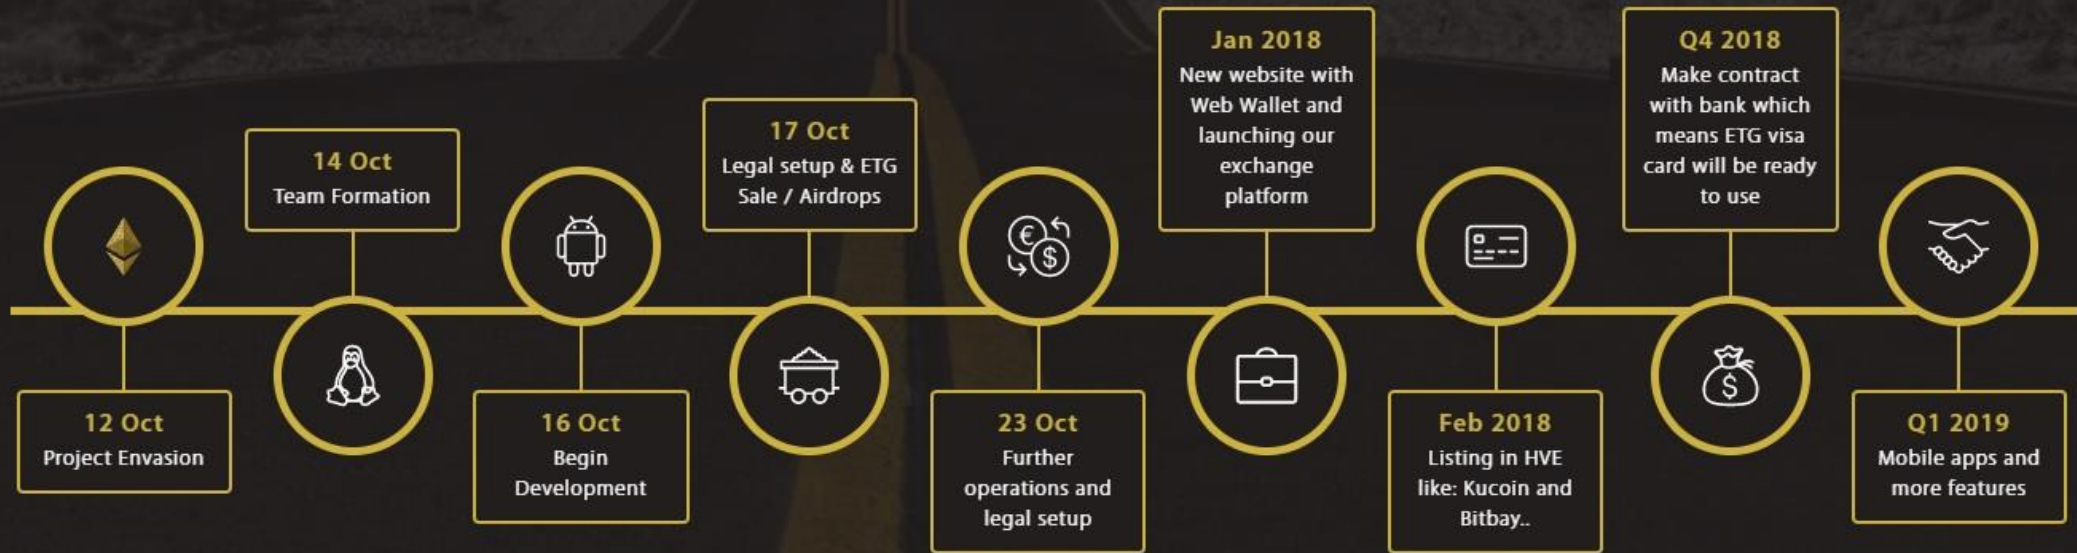 12 Oct
Project Envasion
14 Oct
Team Formation
16 Oct
Begin
Development
17 Oct
Legal setup & ETG
Sale / Airdrops
23 Oct
Further
operations and
legal setup
Jan 2018
New website with
Web Wallet and
launching our
exchange
platform
Feb 2018
Listing in HVE
like: Kucoin and
Bitbay..
Q4 2018
Make contract
with bank which
means ETG visa
card will be ready
to use
Q1 2019
Mobile apps and
more features